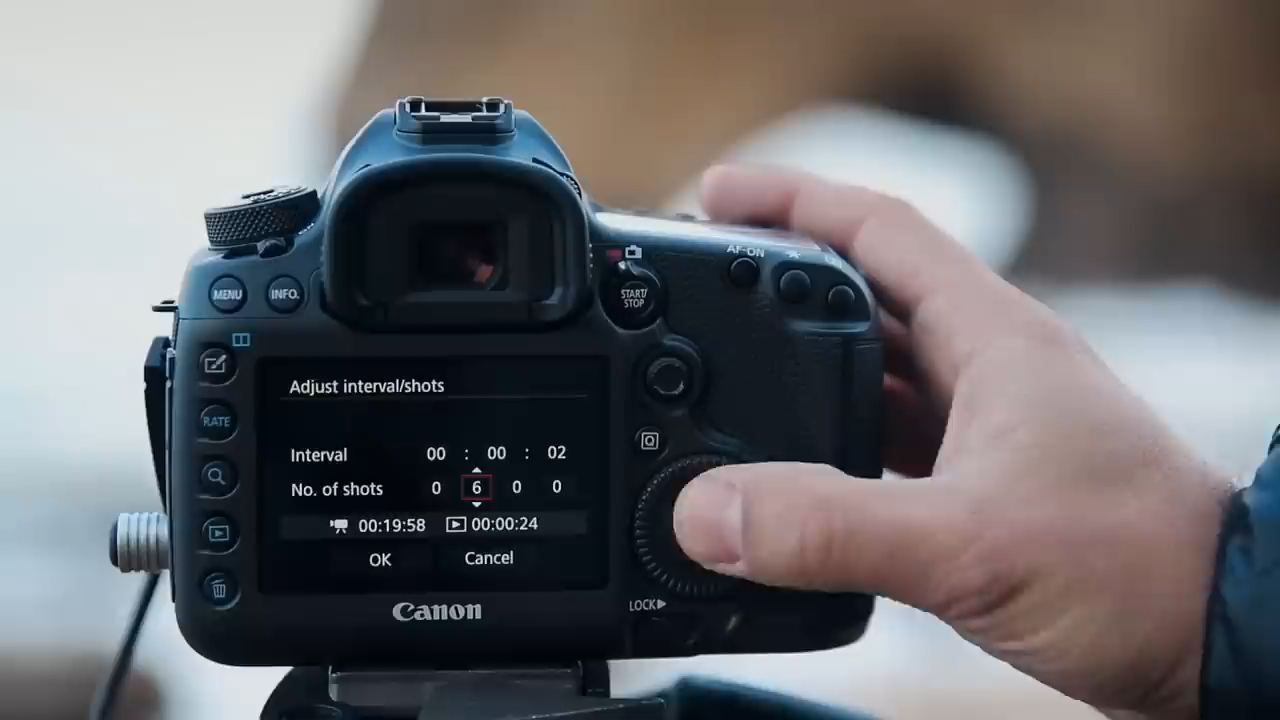 AF-ON
MENU
INFO.
START/
STOP
RATE
Q
Adjust interval/shots
Interval 00 : 00 : 02
No. of shots 0 6 0 0
00:19:58 00:00:24
OK Cancel
LOCK
Canon